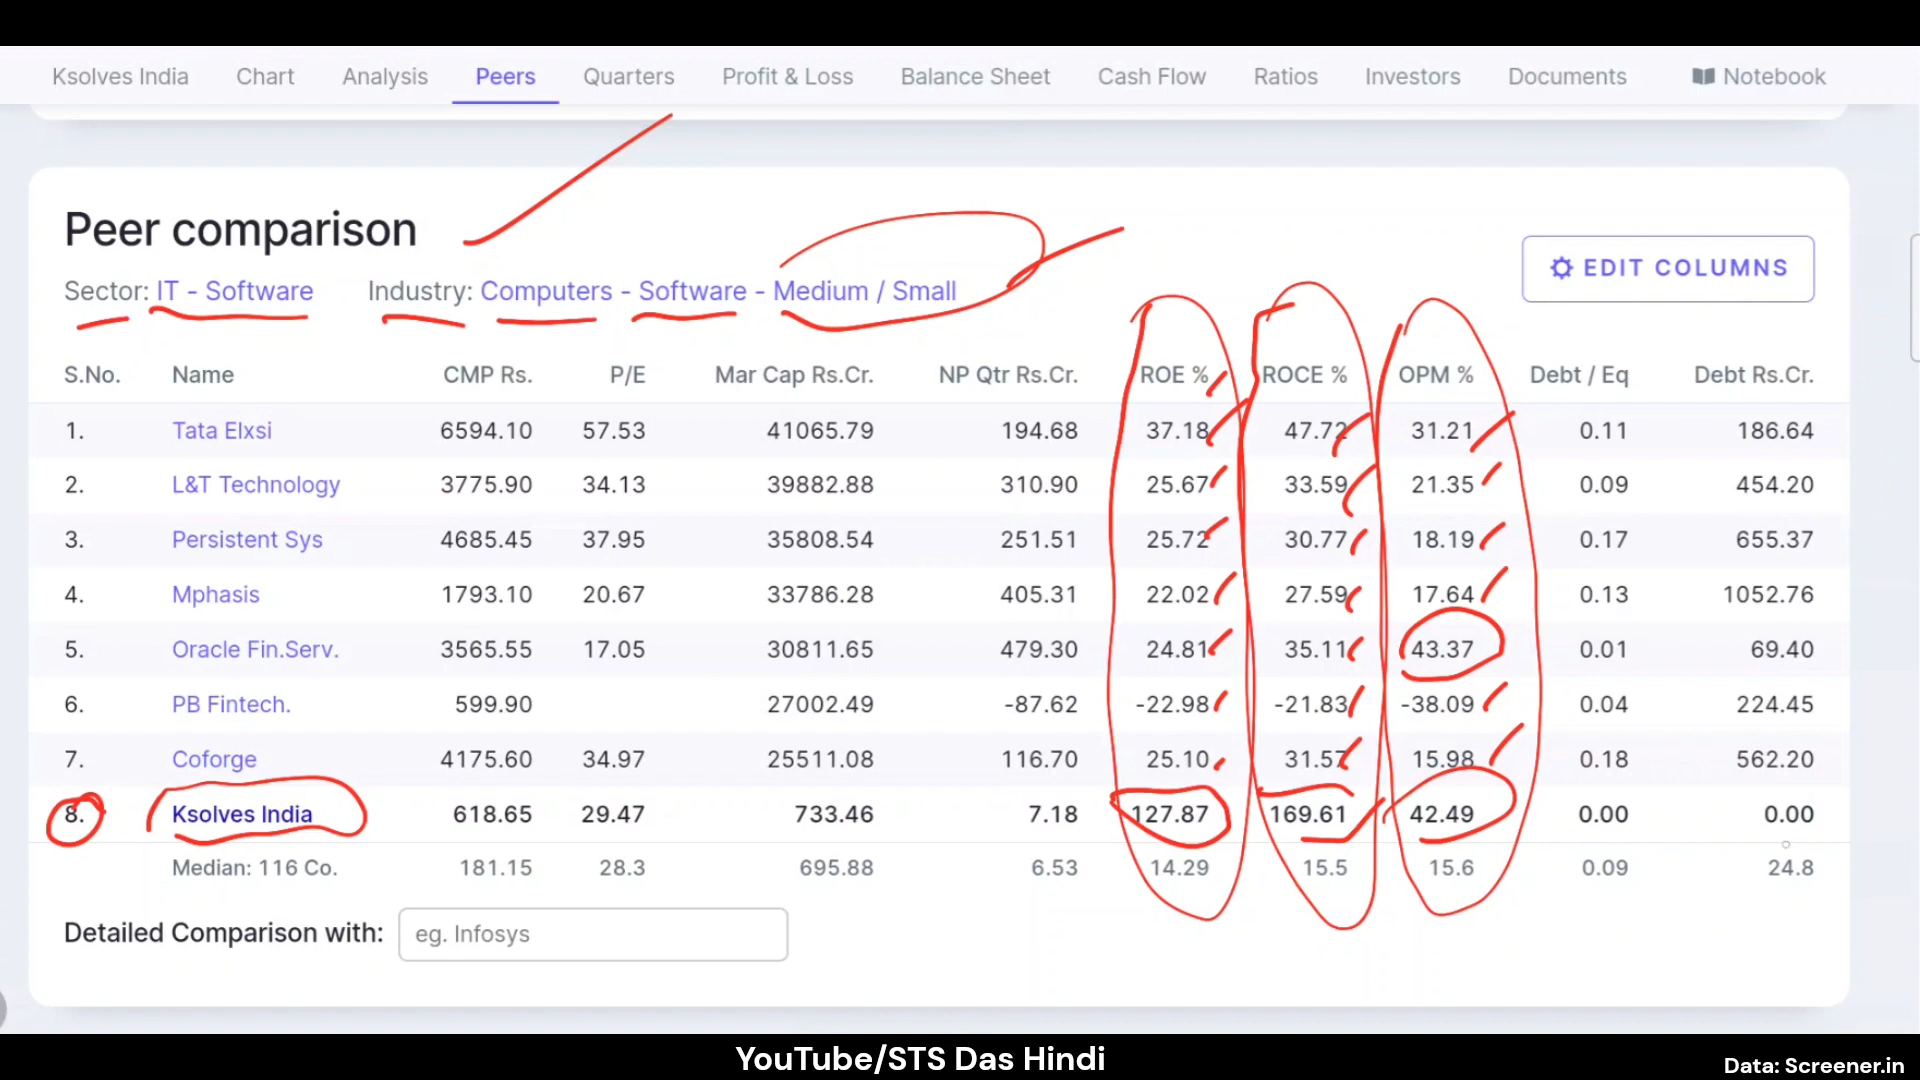 Ksolves India Chart Analysis Peers Quarters Profit & Loss Balance Sheet Cash Flow Ratios Investors Documents Notebook
Peer comparison
Sector: IT - Software Industry: Computers - Software - Medium / Small
EDIT COLUMNS
S.No. Name CMP Rs. P/E Mar Cap Rs.Cr. NP Qtr Rs.Cr. ROE % ROCE % OPM % Debt / Eq Debt Rs.Cr.
1. Tata Elxsi 6594.10 57.53 41065.79 194.68 37.18 47.72 31.21 0.11 186.64
2. L&T Technology 3775.90 34.13 39882.88 310.90 25.67 33.59 21.35 0.09 454.20
3. Persistent Sys 4685.45 37.95 35808.54 251.51 25.72 30.77 18.19 0.17 655.37
4. Mphasis 1793.10 20.67 33786.28 405.31 22.02 27.59 17.64 0.13 1052.76
5. Oracle Fin.Serv. 3565.55 17.05 30811.65 479.30 24.81 35.11 43.37 0.01 69.40
6. PB Fintech. 599.90 27002.49 -87.62 -22.98 -21.83 -38.09 0.04 224.45
7. Coforge 4175.60 34.97 25511.08 116.70 25.10 31.57 15.98 0.18 562.20
8. Ksolves India 618.65 29.47 733.46 7.18 127.87 169.61 42.49 0.00 0.00
Median: 116 Co. 181.15 28.3 695.88 6.53 14.29 15.5 15.6 0.09 24.8
Detailed Comparison with: eg. Infosys
YouTube/STS Das Hindi
Data: Screener.in